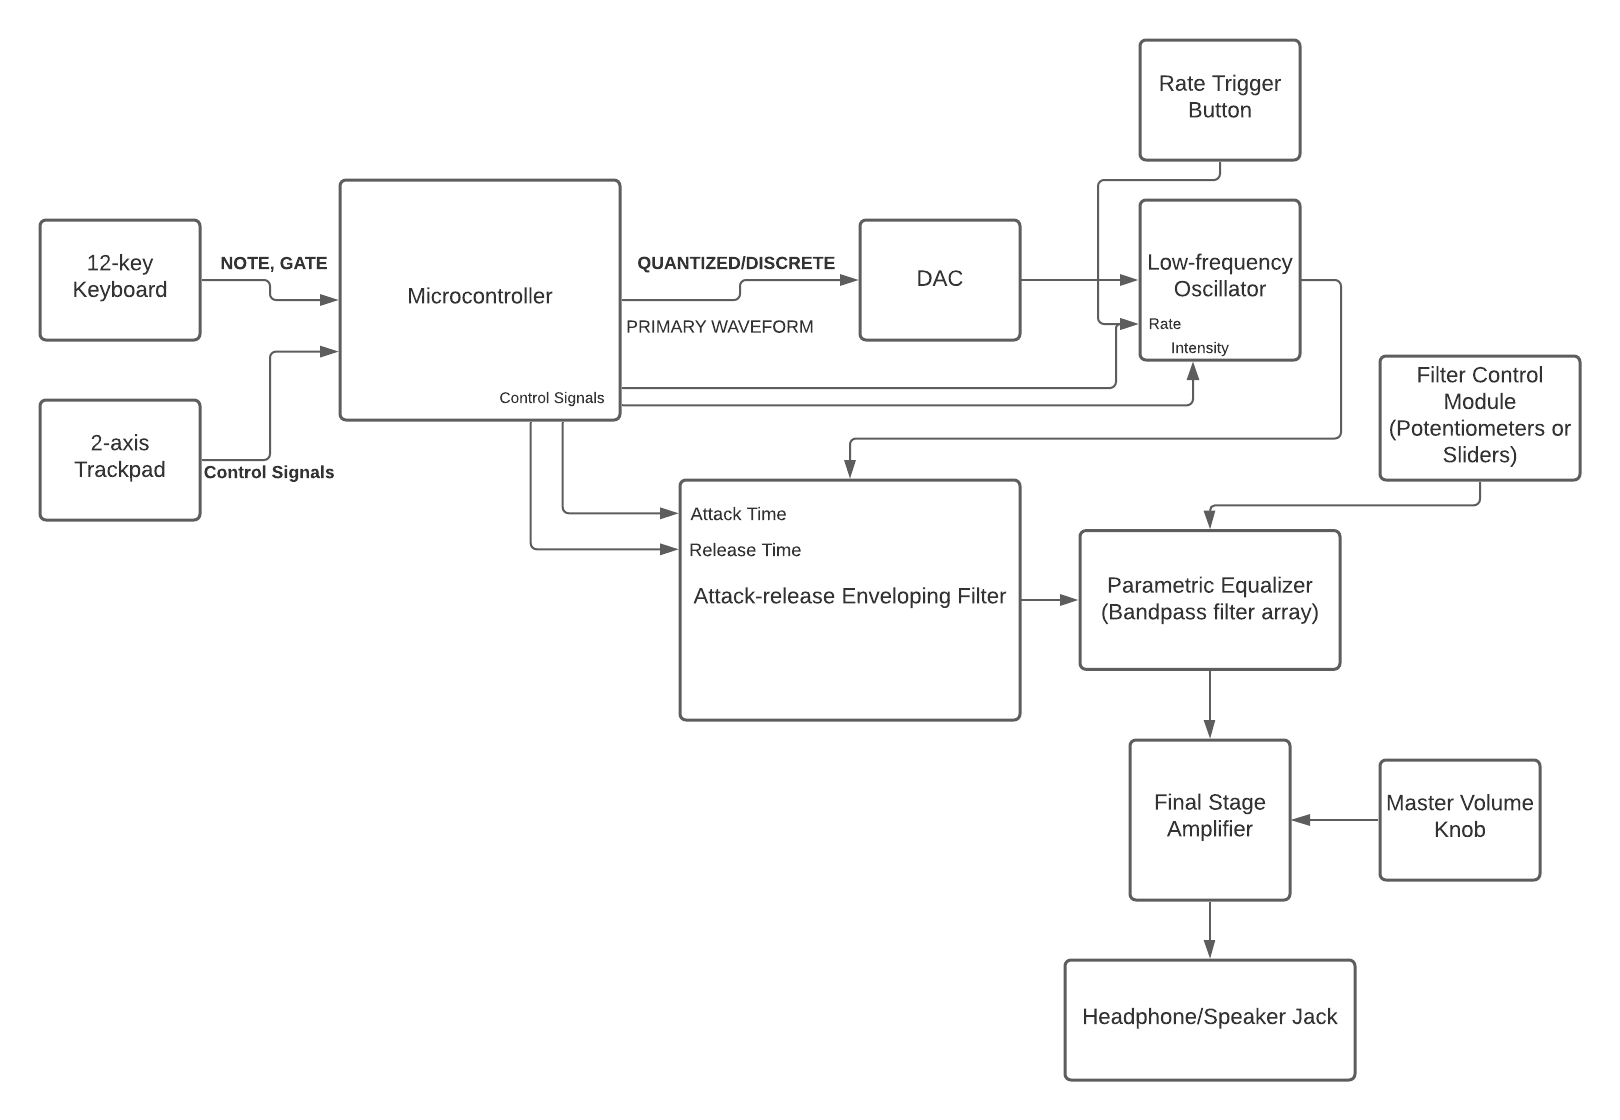 Rate Trigger
Button
12-key
Keyboard
NOTE, GATE
Microcontroller
Control Signals
QUANTIZED/DISCRETE
PRIMARY WAVEFORM
DAC
Low-frequency
Oscillator
Rate
Intensity
2-axis
Trackpad
Control Signals
Filter Control
Module
(Potentiometers or
Sliders)
Attack Time
Release Time
Attack-release Enveloping Filter
Parametric Equalizer
(Bandpass filter array)
Final Stage
Amplifier
Master Volume
Knob
Headphone/Speaker Jack